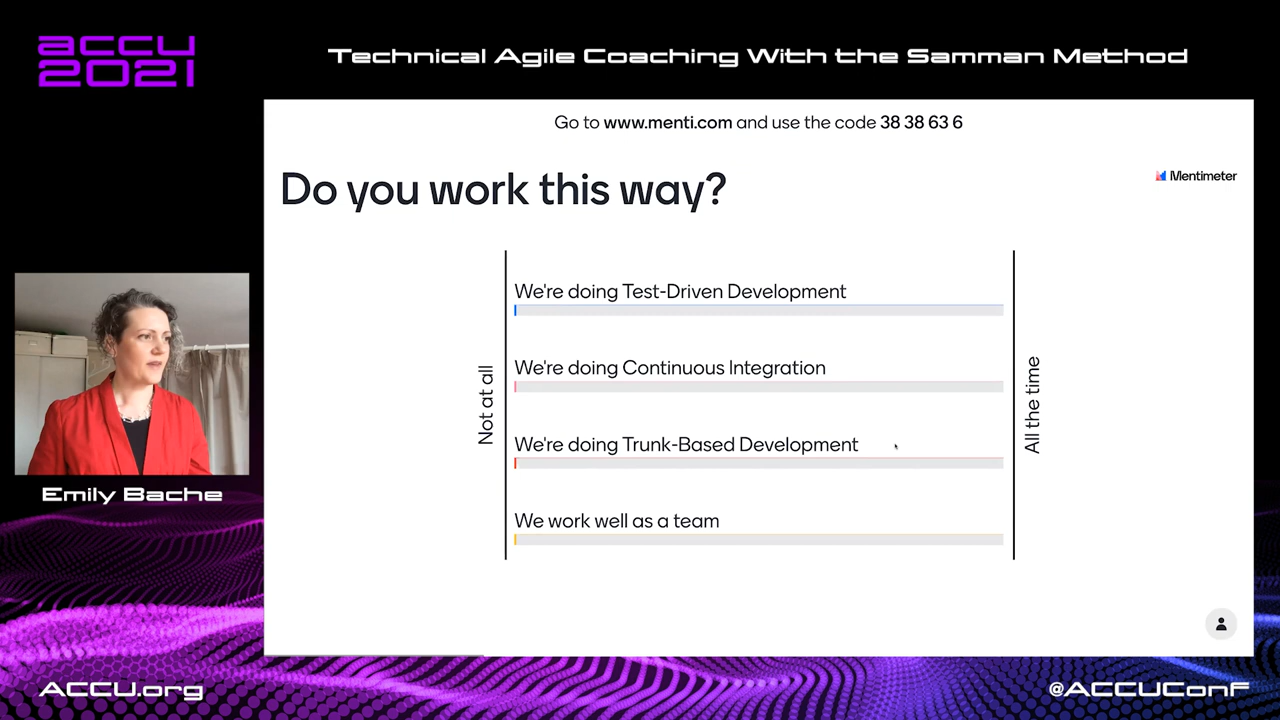 accu
2021
Technical Agile Coaching With the Samman Method
Go to www.menti.com and use the code 38 38 63 6
Do you work this way?
Mentimeter
Not at all
We're doing Test-Driven Development
We're doing Continuous Integration
We're doing Trunk-Based Development
We work well as a team
All the time
Emily Bache
ACCU.org
@ACCUConf